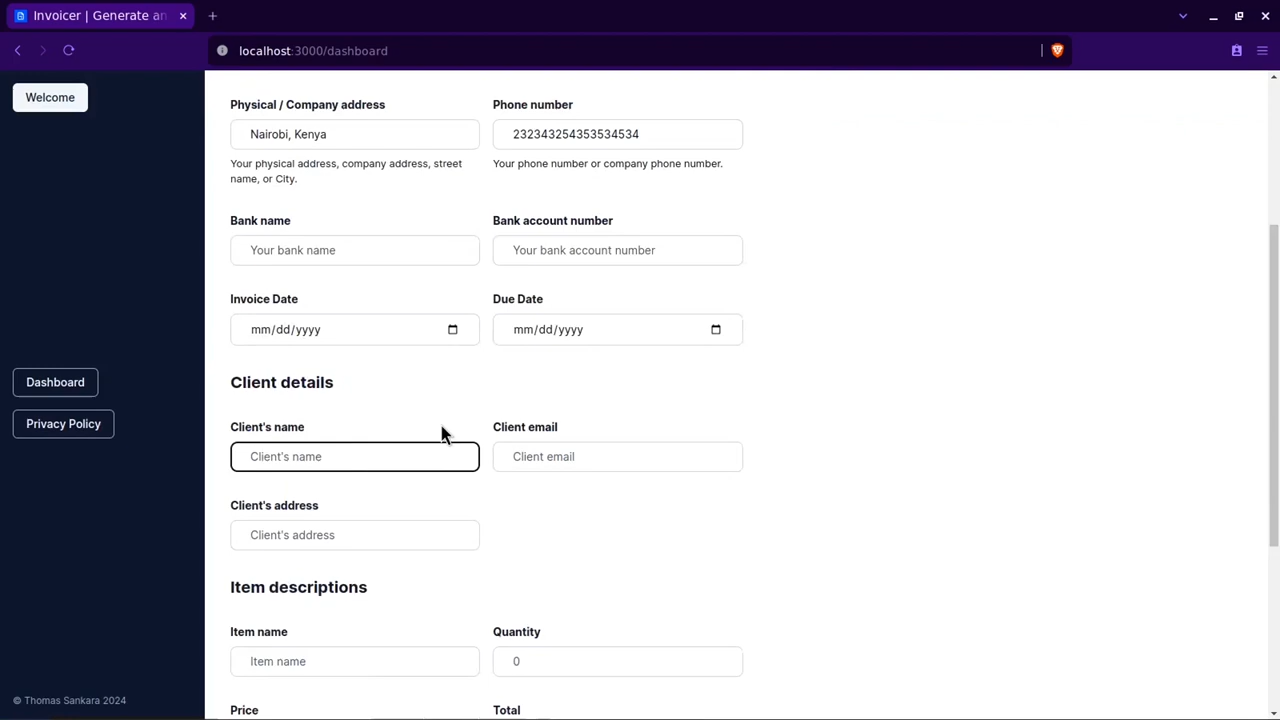 Invoicer | Generate an
localhost:3000/dashboard
Welcome
Dashboard
Privacy Policy
© Thomas Sankara 2024
Physical / Company address
Phone number
Nairobi, Kenya
232343254353534534
Your physical address, company address, street
name, or City.
Your phone number or company phone number.
Bank name
Bank account number
Your bank name
Your bank account number
Invoice Date
Due Date
mm/dd/yyyy
mm/dd/yyyy
Client details
Client's name
Client email
Client's name
Client email
Client's address
Client's address
Item descriptions
Item name
Quantity
Item name
0
Price
Total